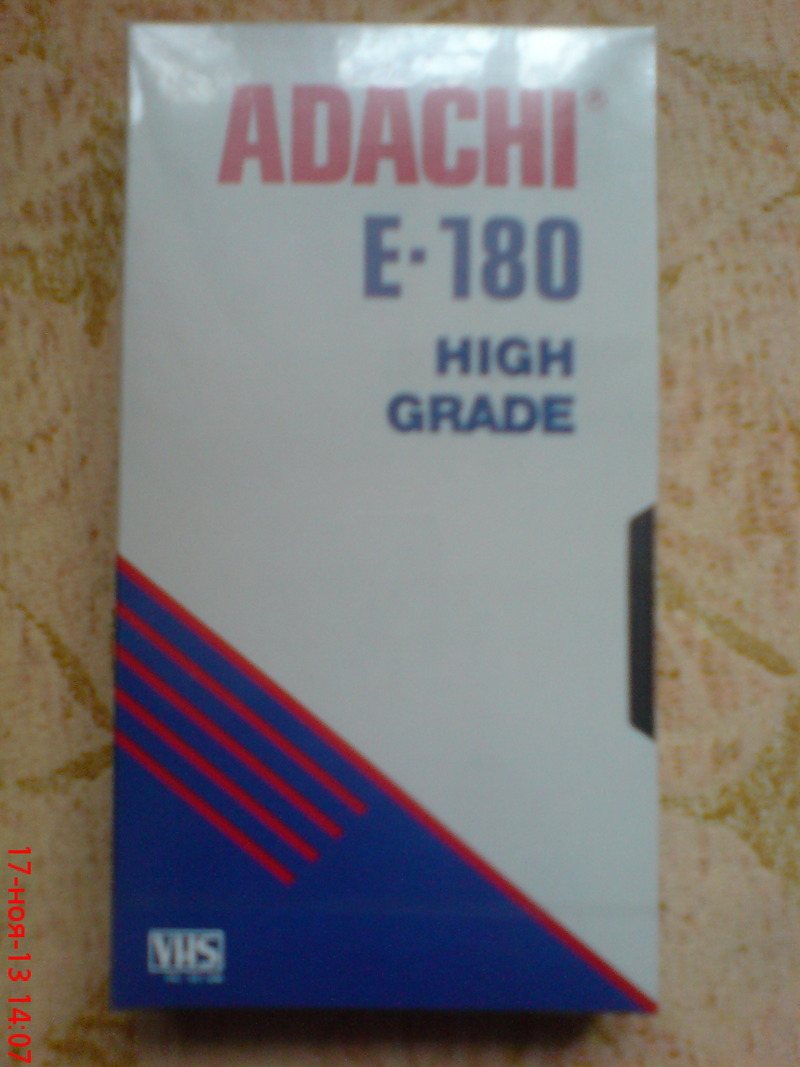 ADACHI®
E·180
HIGH
GRADE
VHS
17-ноя-13 14:07